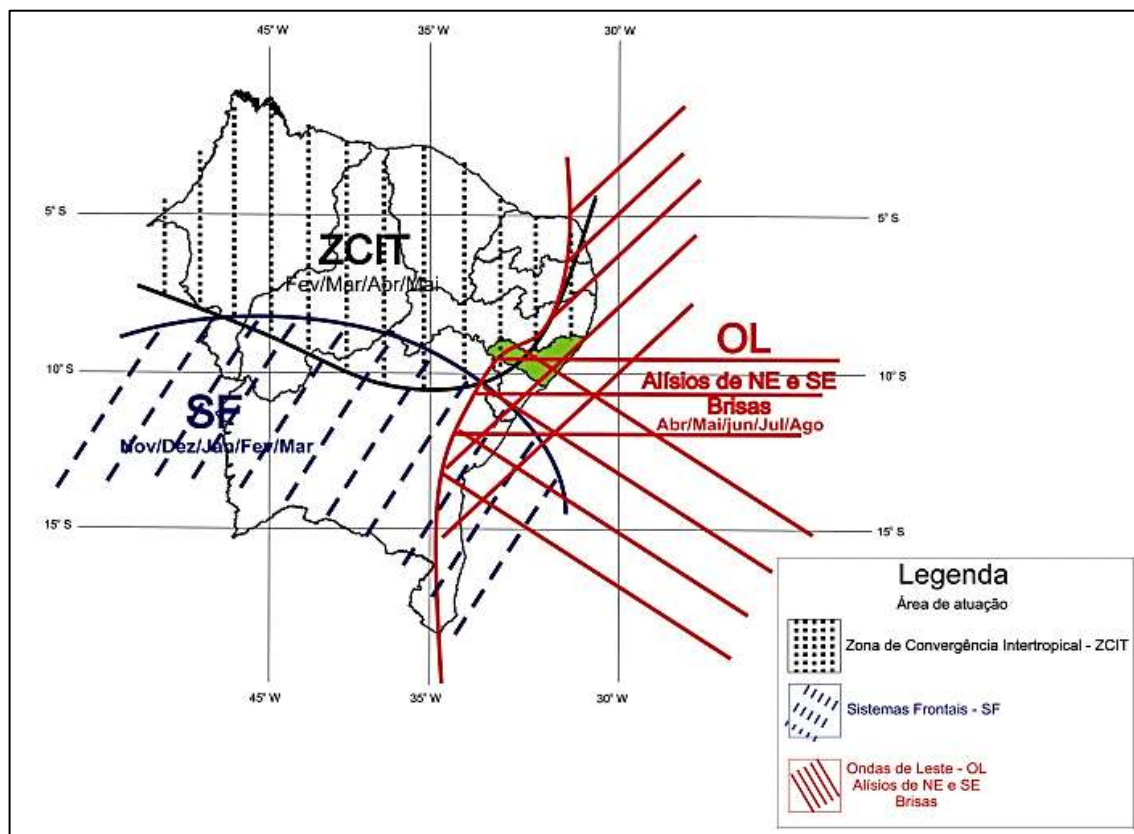 45° W 35° W 30° W
5° S 5° S
ZCIT
Fev/Mar/Abr/Mai
OL
10° S 10° S
Alísios de NE e SE
Brisas
Abr/Mai/jun/Jul/Ago
SF
Nov/Dez/Jan/Fev/Mar
15° S 15° S
45° W 35° W 30° W
Legenda
Área de atuação
Zona de Convergência Intertropical - ZCIT
Sistemas Frontais - SF
Ondas de Leste - OL
Alísios de NE e SE
Brisas